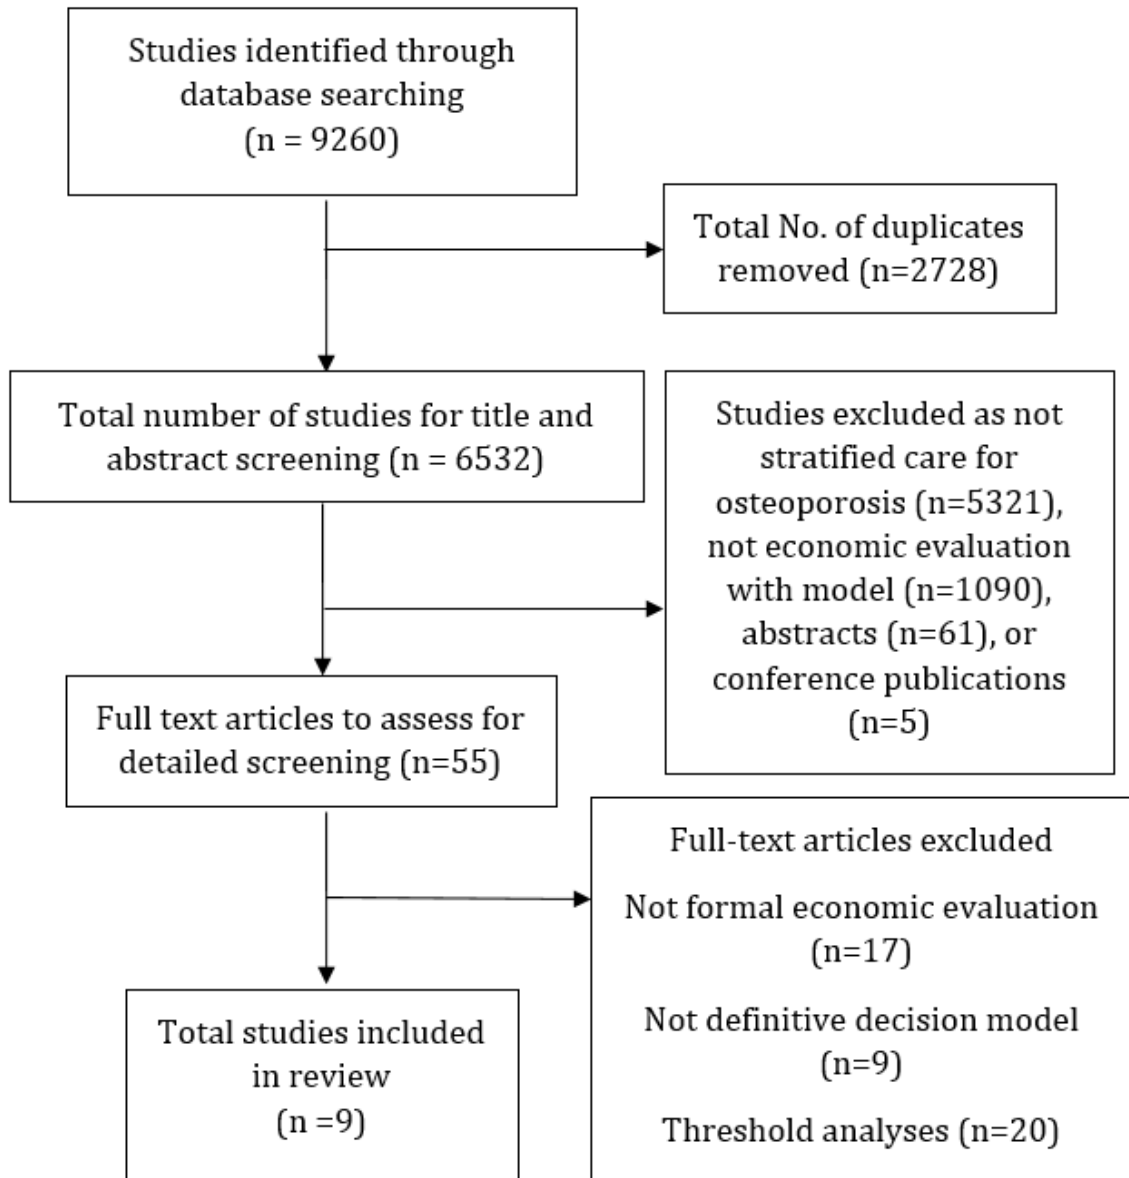 Studies identified through
database searching
(n = 9260)
Total No. of duplicates
removed (n=2728)
Total number of studies for title and
abstract screening (n = 6532)
Studies excluded as not
stratified care for
osteoporosis (n=5321),
not economic evaluation
with model (n=1090),
abstracts (n=61), or
conference publications
(n=5)
Full text articles to assess for
detailed screening (n=55)
Full-text articles excluded
Not formal economic evaluation
(n=17)
Not definitive decision model
(n=9)
Threshold analyses (n=20)
Total studies included
in review
(n =9)